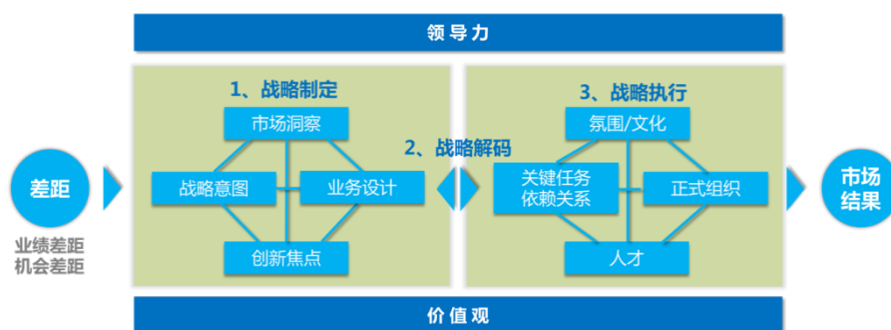 领导力
1、战略制定
市场洞察
战略意图
业务设计
创新焦点
2、战略解码
3、战略执行
氛围/文化
关键任务
依赖关系
正式组织
人才
差距
业绩差距
机会差距
市场
结果
价值观